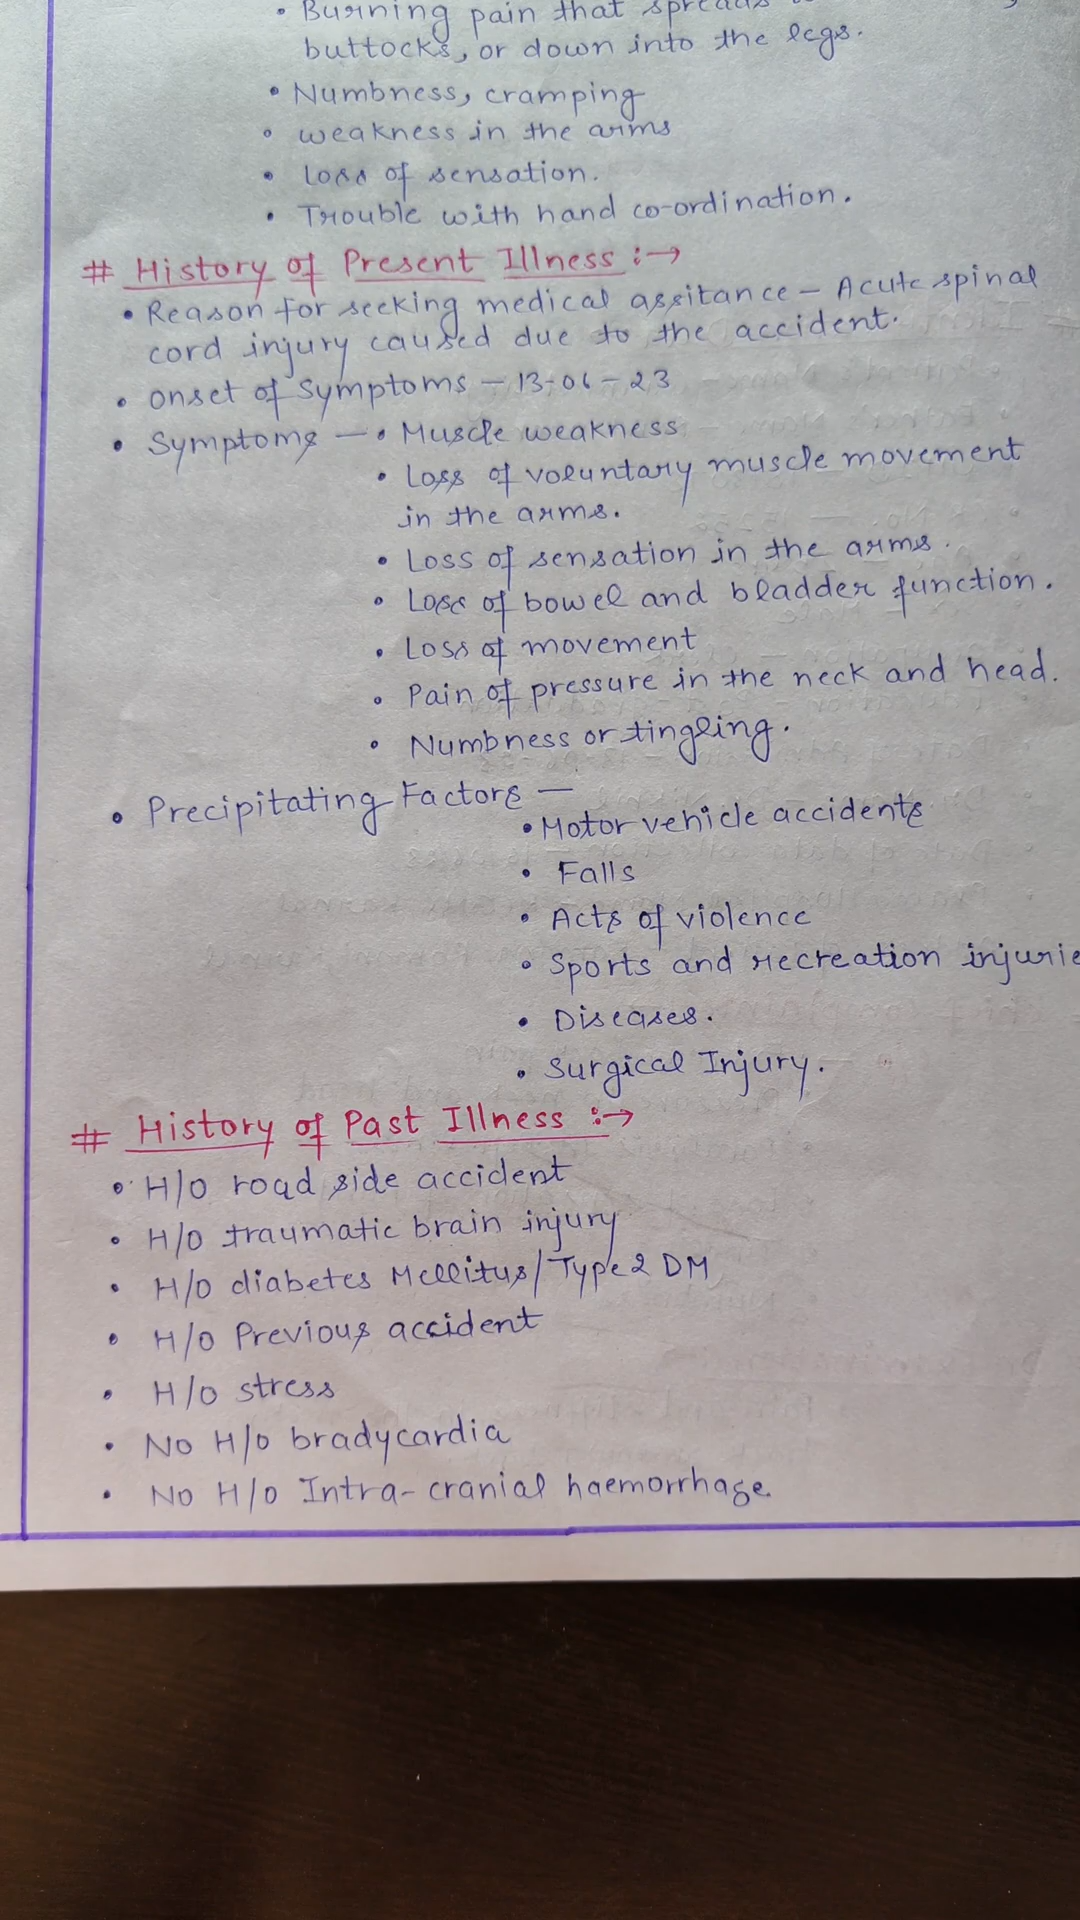 • Burning pain that spreads
buttocks, or down into the legs.
• Numbness, cramping
• weakness in the arms
• Loss of sensation.
• Trouble with hand co-ordination.
# History of Present Illness :→
• Reason for seeking medical assitance - Acute spinal
cord injury caused due to the accident.
• onset of symptoms - 13-06-23
• Symptoms - • Muscle weakness
• Loss of voluntary muscle movement
in the arms.
• Loss of sensation in the arms.
• Loss of bowel and bladder function.
• Loss of movement
• Pain of pressure in the neck and head.
• Numbness or tingling.
• Precipitating Factors -
• Motor vehicle accidents
• Falls
• Acts of violence
• Sports and recreation injurie
• Diseases.
• Surgical Injury.
# History of Past Illness :→
• H/o road side accident
• H/o traumatic brain injury
• H/o diabetes Mellitus/Type 2 DM
• H/o Previous accident
• H/o stress
• No H/o bradycardia
• No H/o Intra-cranial haemorrhage.